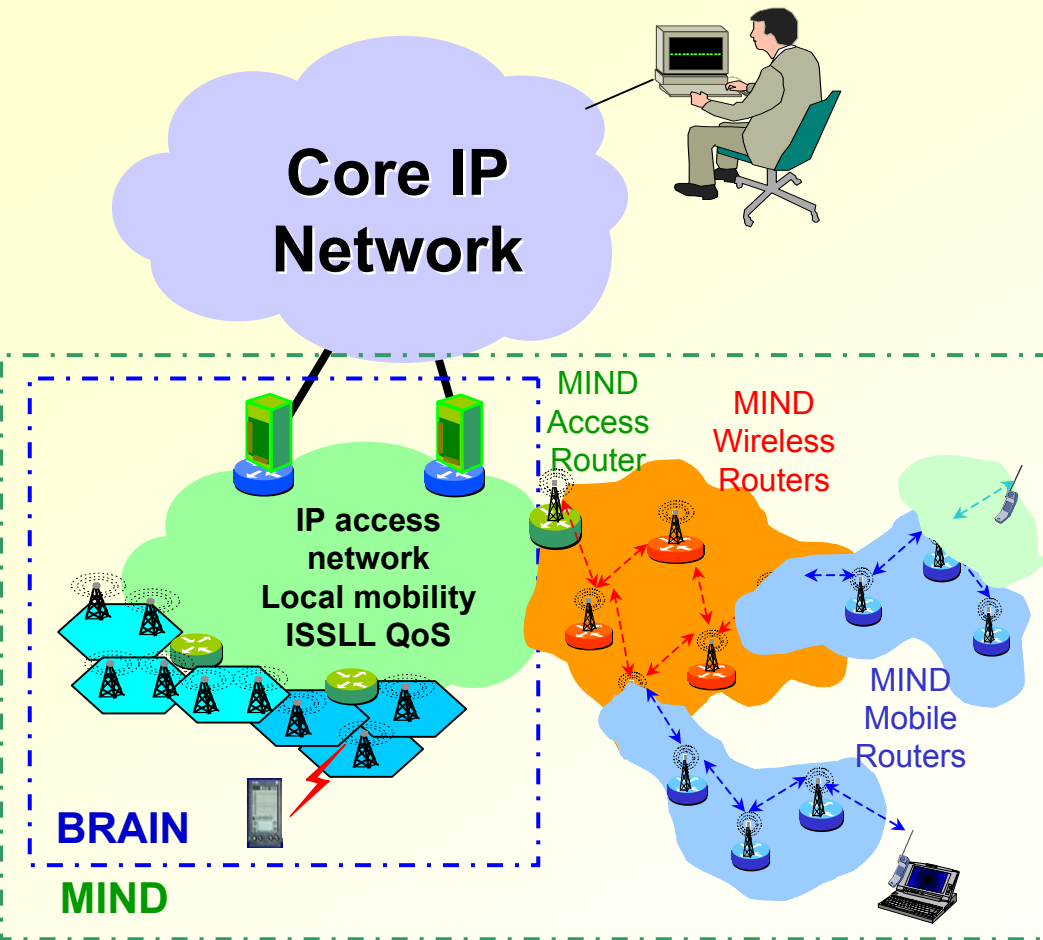 Core IP
Network
MIND
Access
Router
MIND
Wireless
Routers
IP access
network
Local mobility
ISSLL QoS
MIND
Mobile
Routers
BRAIN
MIND